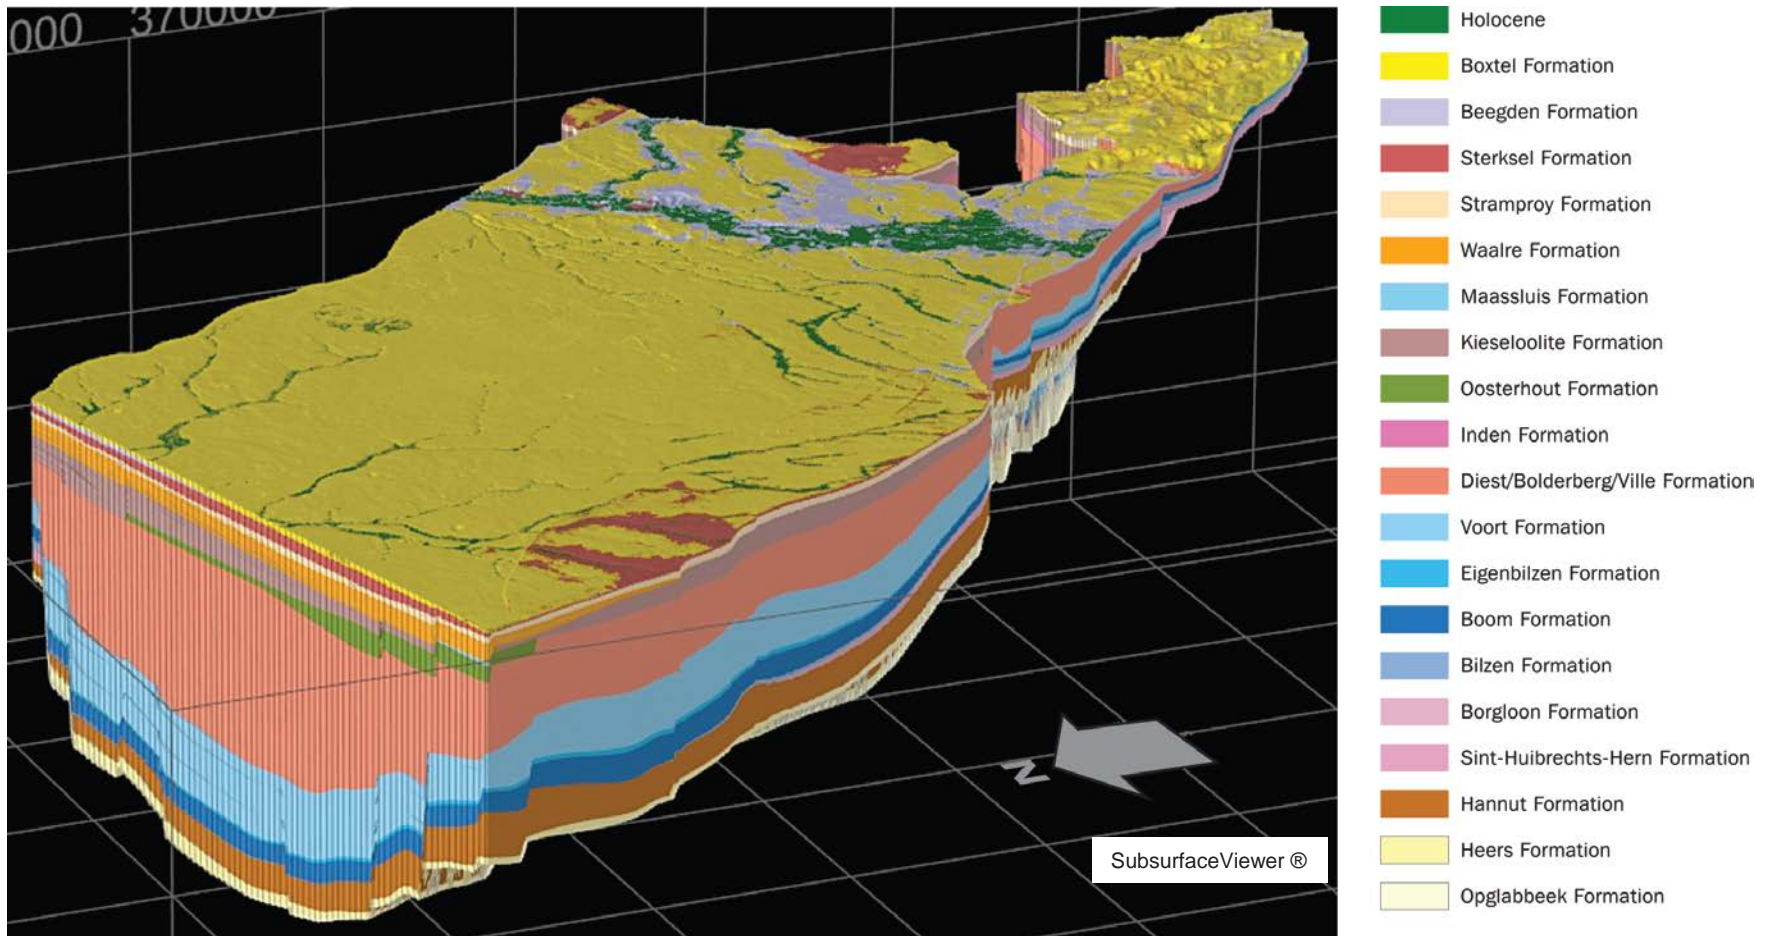 000
370000
N
SubsurfaceViewer ®
Holocene
Boxtel Formation
Beegden Formation
Sterksel Formation
Stramproy Formation
Waalre Formation
Maassluis Formation
Kieseloolite Formation
Oosterhout Formation
Inden Formation
Diest/Bolderberg/Ville Formation
Voort Formation
Eigenbilzen Formation
Boom Formation
Bilzen Formation
Borgloon Formation
Sint-Huibrechts-Hern Formation
Hannut Formation
Heers Formation
Opglabbeek Formation